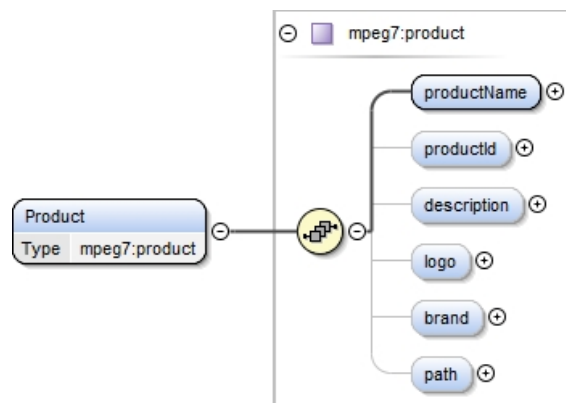 mpeg7:product
productName
productId
description
logo
brand
path
Product
Type mpeg7:product